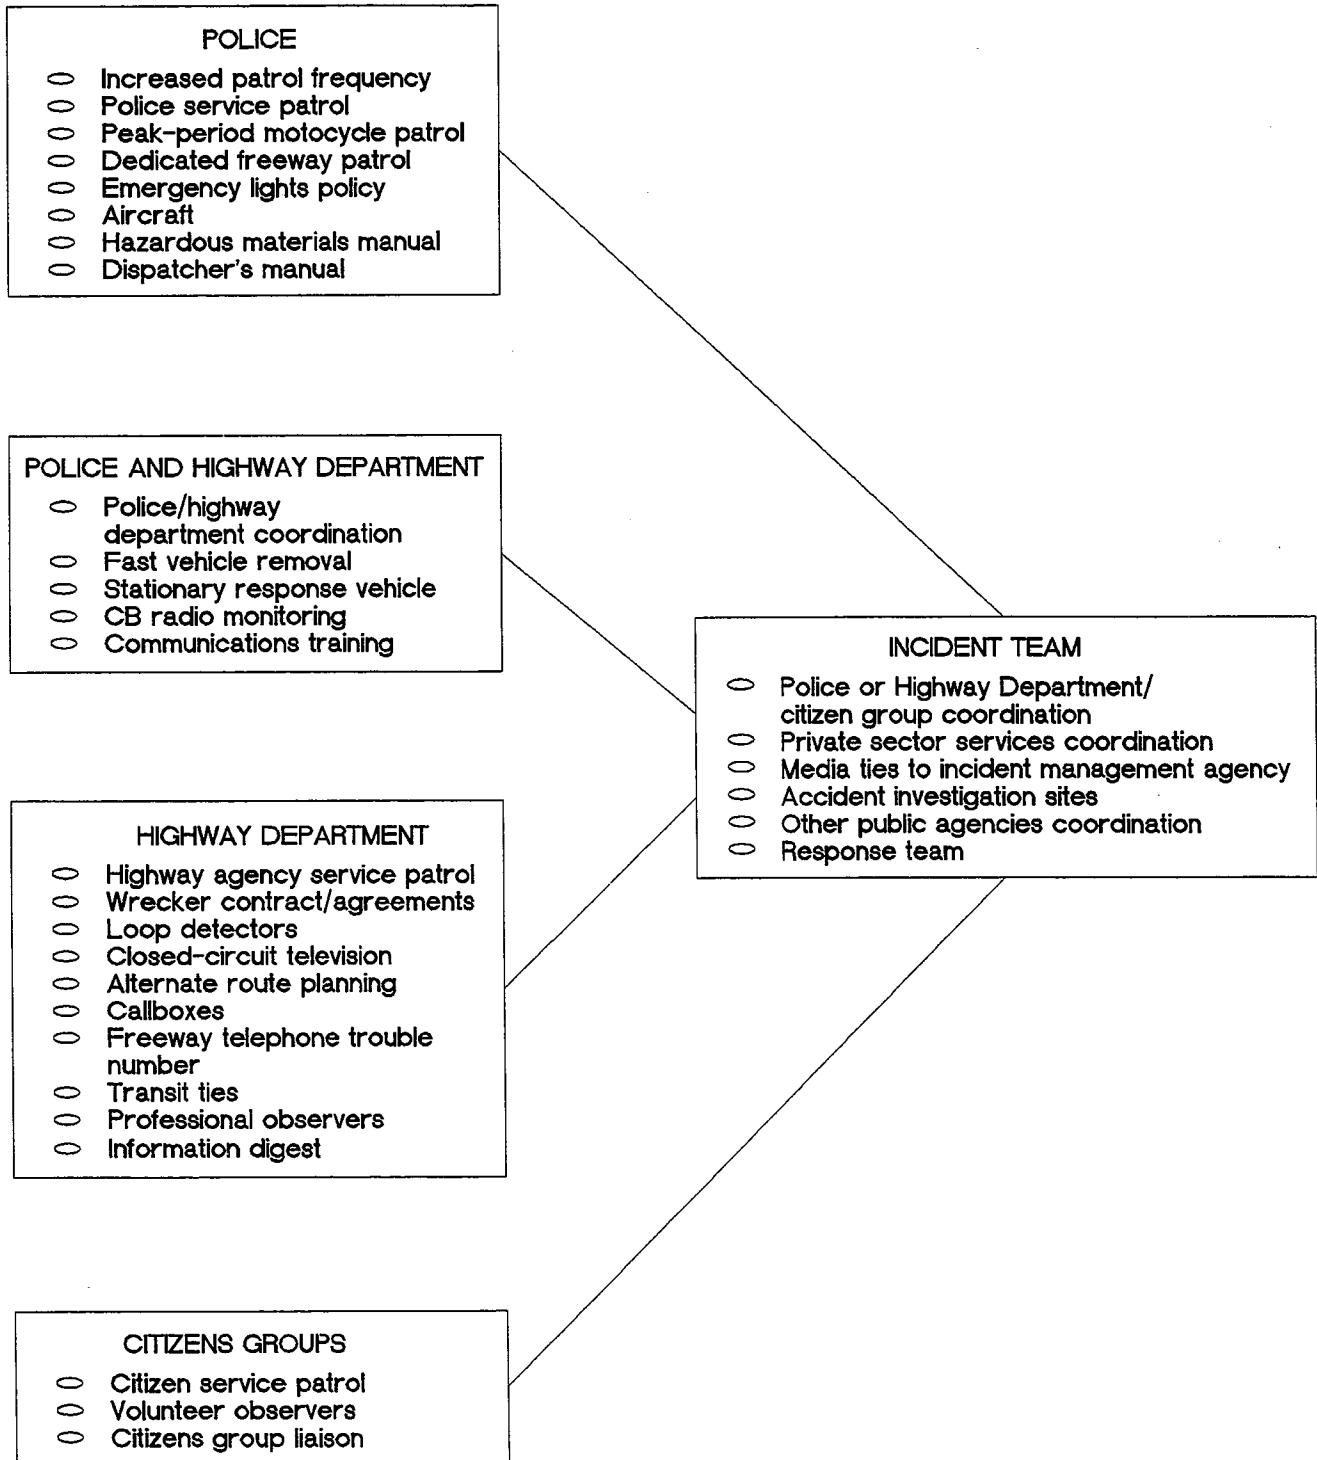 POLICE
Increased patrol frequency
Police service patrol
Peak-period motocycle patrol
Dedicated freeway patrol
Emergency lights policy
Aircraft
Hazardous materials manual
Dispatcher's manual
POLICE AND HIGHWAY DEPARTMENT
Police/highway
department coordination
Fast vehicle removal
Stationary response vehicle
CB radio monitoring
Communications training
INCIDENT TEAM
Police or Highway Department/
citizen group coordination
Private sector services coordination
Media ties to incident management agency
Accident investigation sites
Other public agencies coordination
Response team
HIGHWAY DEPARTMENT
Highway agency service patrol
Wrecker contract/agreements
Loop detectors
Closed-circuit television
Alternate route planning
Callboxes
Freeway telephone trouble
number
Transit ties
Professional observers
Information digest
CITIZENS GROUPS
Citizen service patrol
Volunteer observers
Citizens group liaison